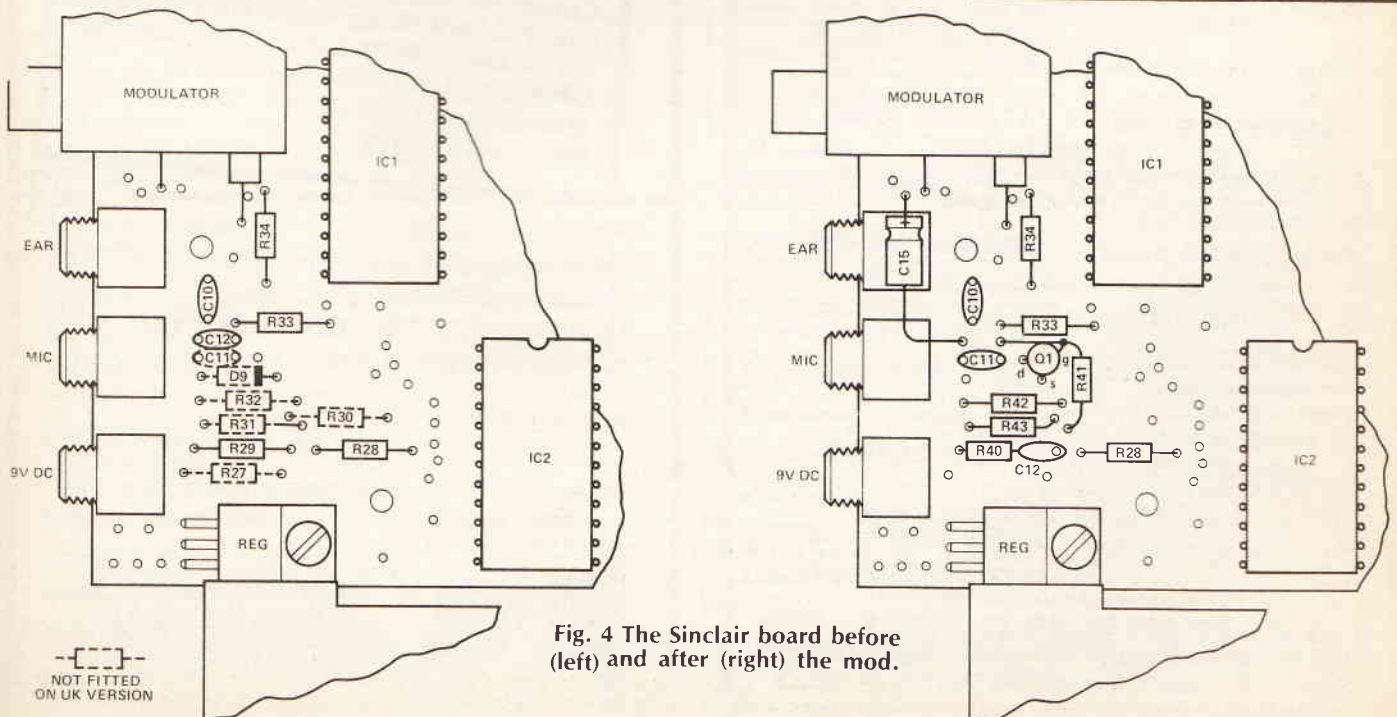 MODULATOR
IC1
EAR
R34
C10
R33
MIC
C12
C11
D9
R32
R30
R31
R29
R28
R27
9V DC
IC2
REG
NOT FITTED
ON UK VERSION
MODULATOR
IC1
EAR
R34
C15
C10
R33
MIC
C11
Q1
d
g
s
R41
R42
R43
R40
R28
C12
9V DC
IC2
REG
Fig. 4 The Sinclair board before
(left) and after (right) the mod.